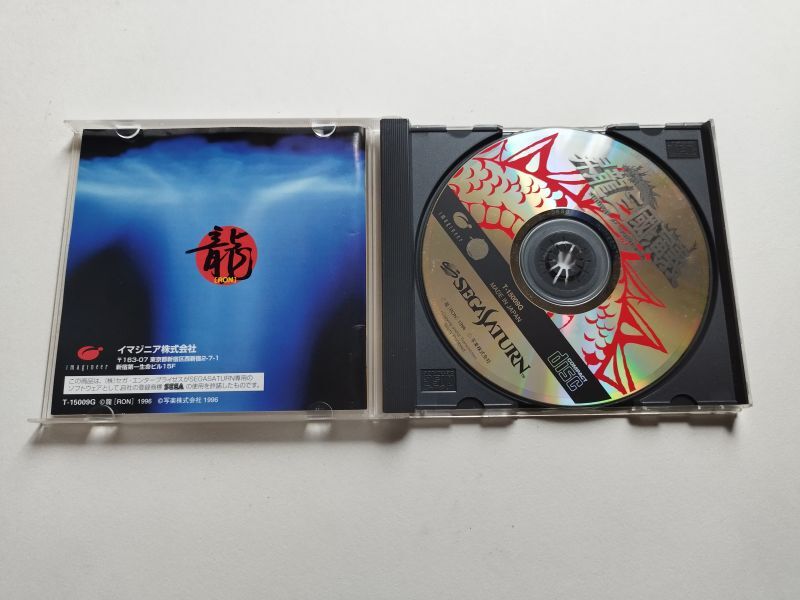 龍
[RON]
imagineer
イマジニア株式会社
〒163-07 東京都新宿区西新宿2-7-1
新宿第一生命ビル15F
この商品は、(株)セガ・エンタープライゼスがSEGASATURN専用の
ソフトウェアとして、自社の登録商標 SEGA の使用を許諾したものです。
T-15009G ©龍 [RON] 1996 ©写楽株式会社 1996
imagineer
T-15009G
MADE IN JAPAN
SEGA SATURN
COMPACT
disc